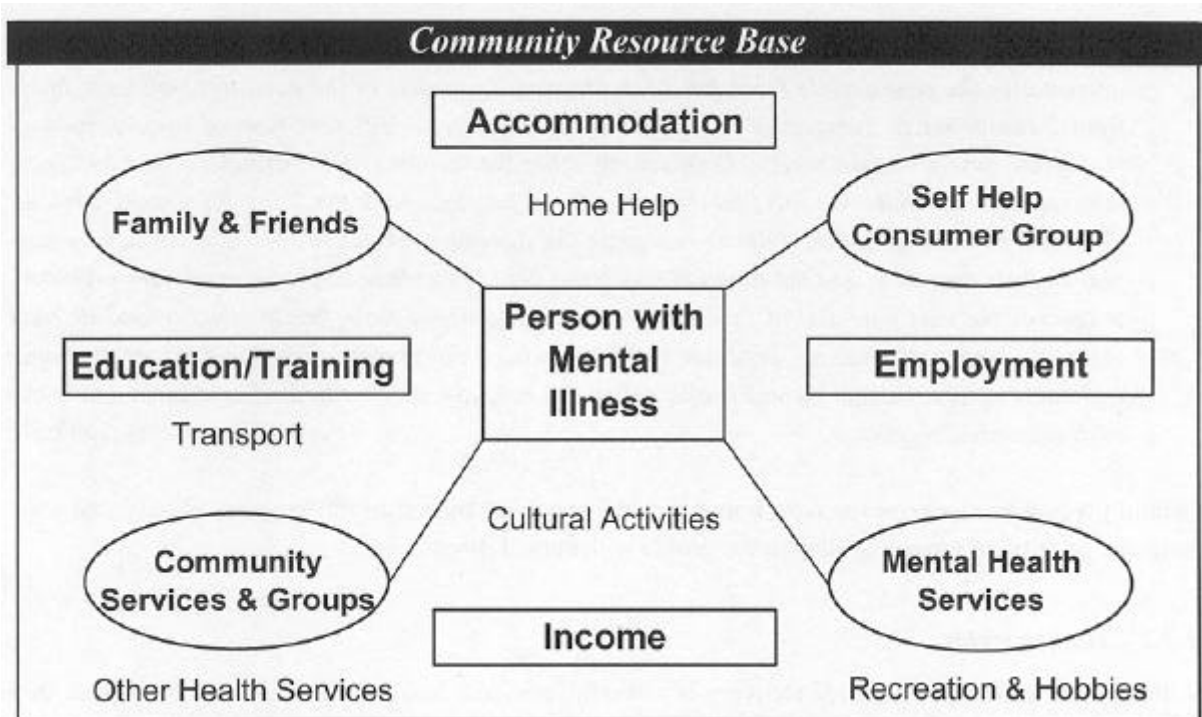 Community Resource Base
Accommodation
Family & Friends
Home Help
Self Help
Consumer Group
Person with
Mental
Illness
Education/Training
Employment
Transport
Cultural Activities
Community
Services & Groups
Mental Health
Services
Income
Other Health Services
Recreation & Hobbies